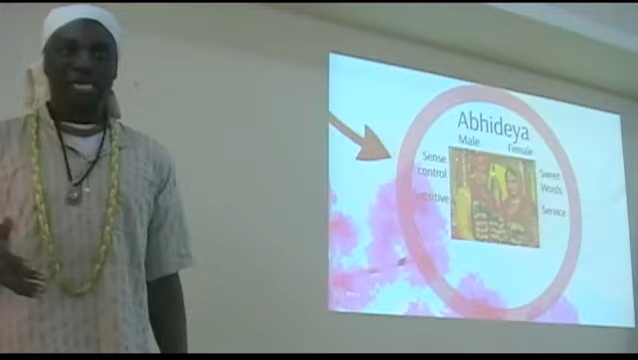 Abhideya
Male
Female
Sense
control
Sweet
Words
Service